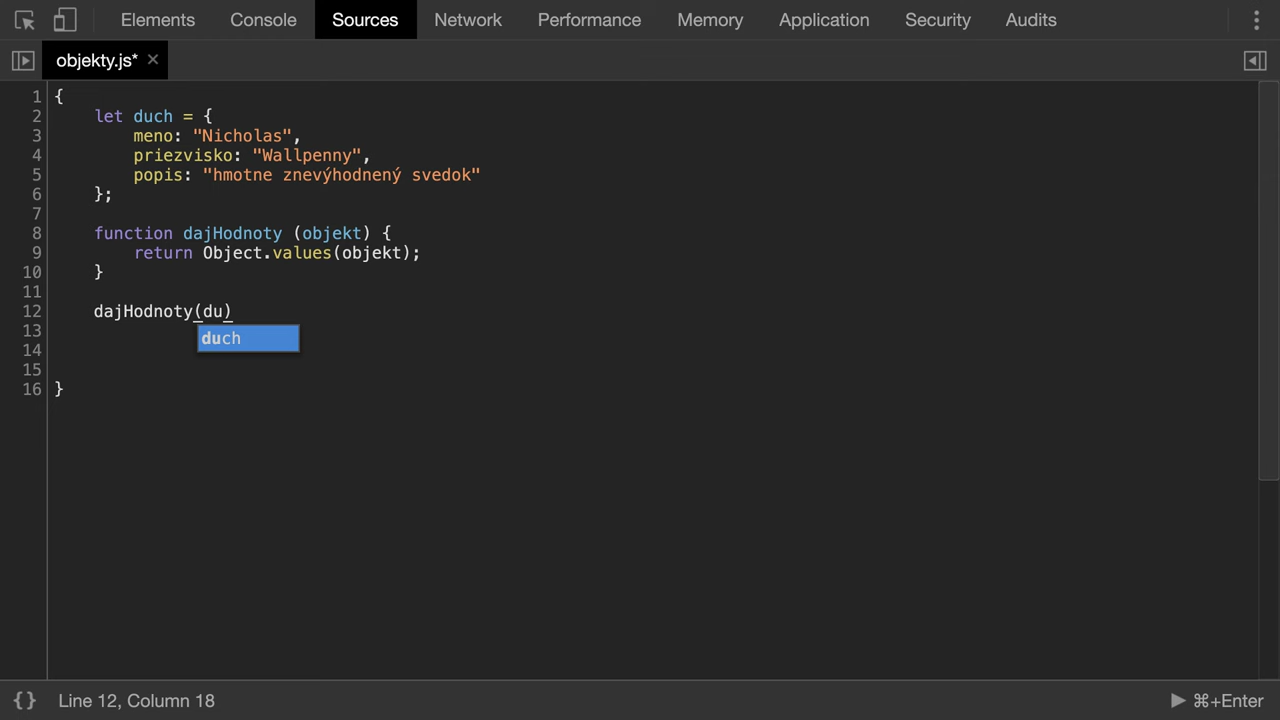 Elements Console Sources Network Performance Memory Application Security Audits
objekty.js* ×
1 {
2 let duch = {
3 meno: "Nicholas",
4 priezvisko: "Wallpenny",
5 popis: "hmotne znevýhodnený svedok"
6 };
7
8 function dajHodnoty (objekt) {
9 return Object.values(objekt);
10 }
11
12 dajHodnoty(du)
13 duch
14
15
16 }
{} Line 12, Column 18 ▶ ⌘+Enter